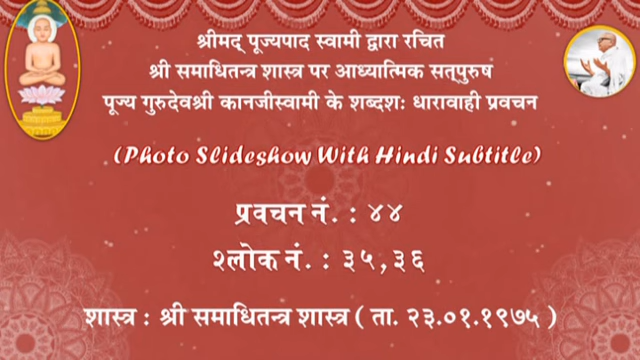 श्रीमद् पूज्यपाद स्वामी द्वारा रचित
श्री समाधितन्त्र शास्त्र पर आध्यात्मिक सत्पुरुष
पूज्य गुरुदेवश्री कानजीस्वामी के शब्दशः धारावाही प्रवचन
(Photo Slideshow With Hindi Subtitle)
प्रवचन नं. : ४४
श्लोक नं. : ३५,३६
शास्त्र : श्री समाधितन्त्र शास्त्र ( ता. २३.०१.१९७५ )